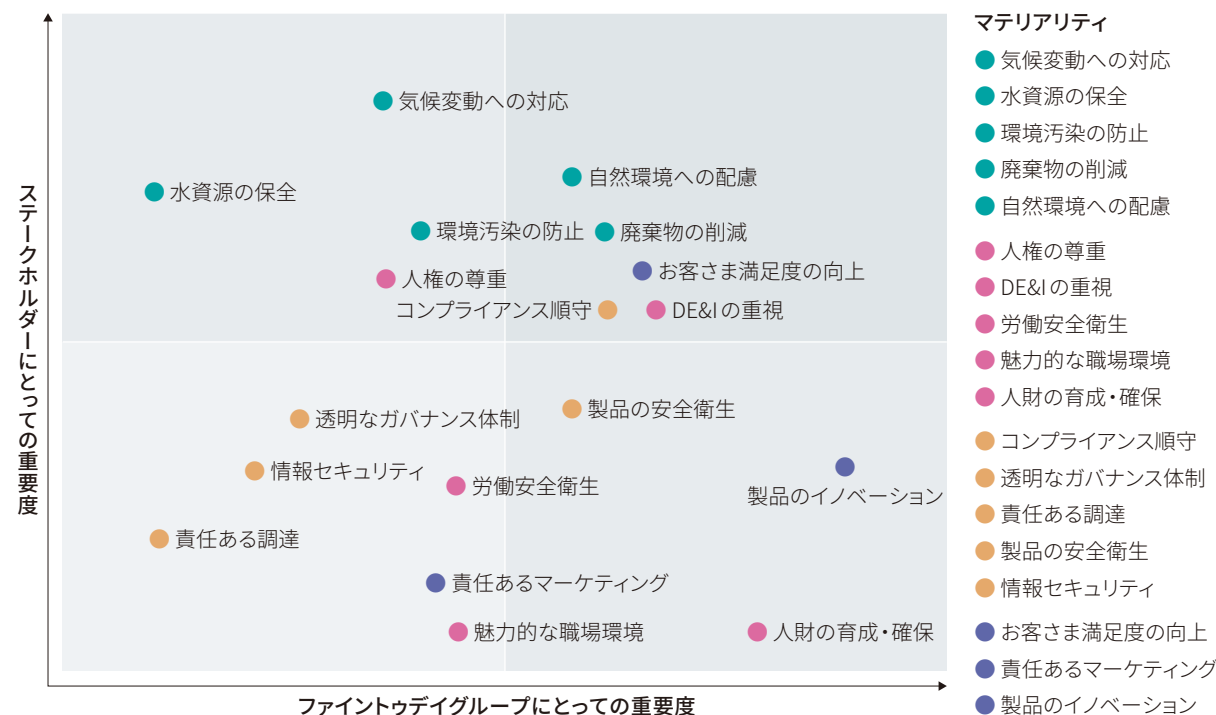 マテリアリティ
気候変動への対応
水資源の保全
環境汚染の防止
廃棄物の削減
自然環境への配慮
人権の尊重
DE&Iの重視
労働安全衛生
魅力的な職場環境
人財の育成・確保
コンプライアンス順守
透明なガバナンス体制
責任ある調達
製品の安全衛生
情報セキュリティ
お客さま満足度の向上
責任あるマーケティング
製品のイノベーション
ステークホルダーにとっての重要度
気候変動への対応
自然環境への配慮
水資源の保全
環境汚染の防止
廃棄物の削減
お客さま満足度の向上
人権の尊重
コンプライアンス順守
DE&Iの重視
製品の安全衛生
透明なガバナンス体制
情報セキュリティ
労働安全衛生
製品のイノベーション
責任ある調達
責任あるマーケティング
魅力的な職場環境
人財の育成・確保
ファイントゥデイグループにとっての重要度